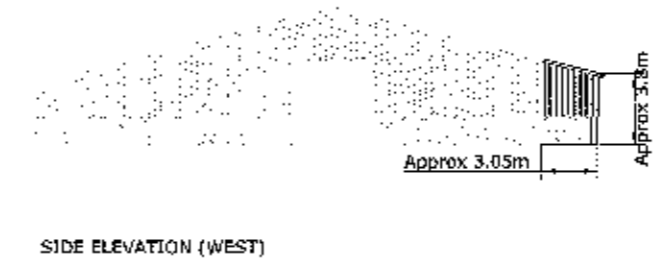 Approx 3.8m
Approx 3.05m
SIDE ELEVATION (WEST)